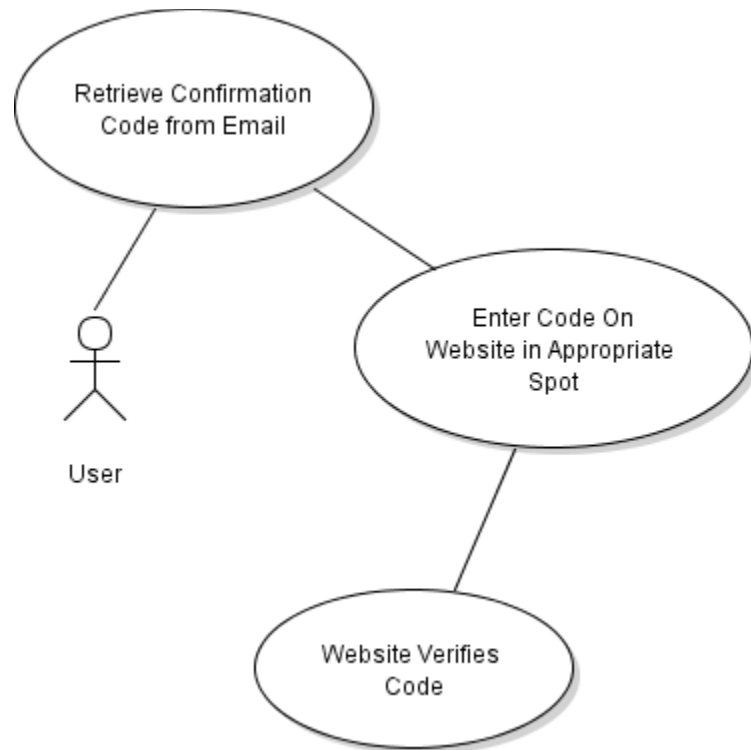 Retrieve Confirmation
Code from Email
Enter Code On
Website in Appropriate
Spot
User
Website Verifies
Code